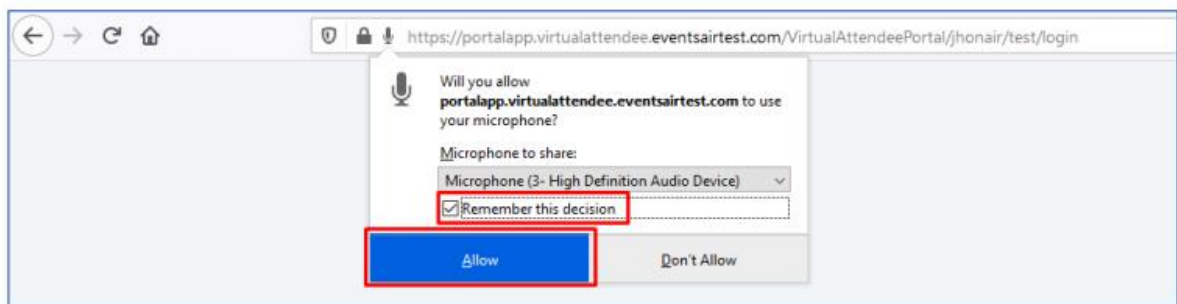 https://portalapp.virtualattendee.eventsairtest.com/VirtualAttendeePortal/jhonair/test/login
Will you allow
portalapp.virtualattendee.eventsairtest.com to use
your microphone?
Microphone to share:
Microphone (3- High Definition Audio Device)
Remember this decision
Allow
Don't Allow